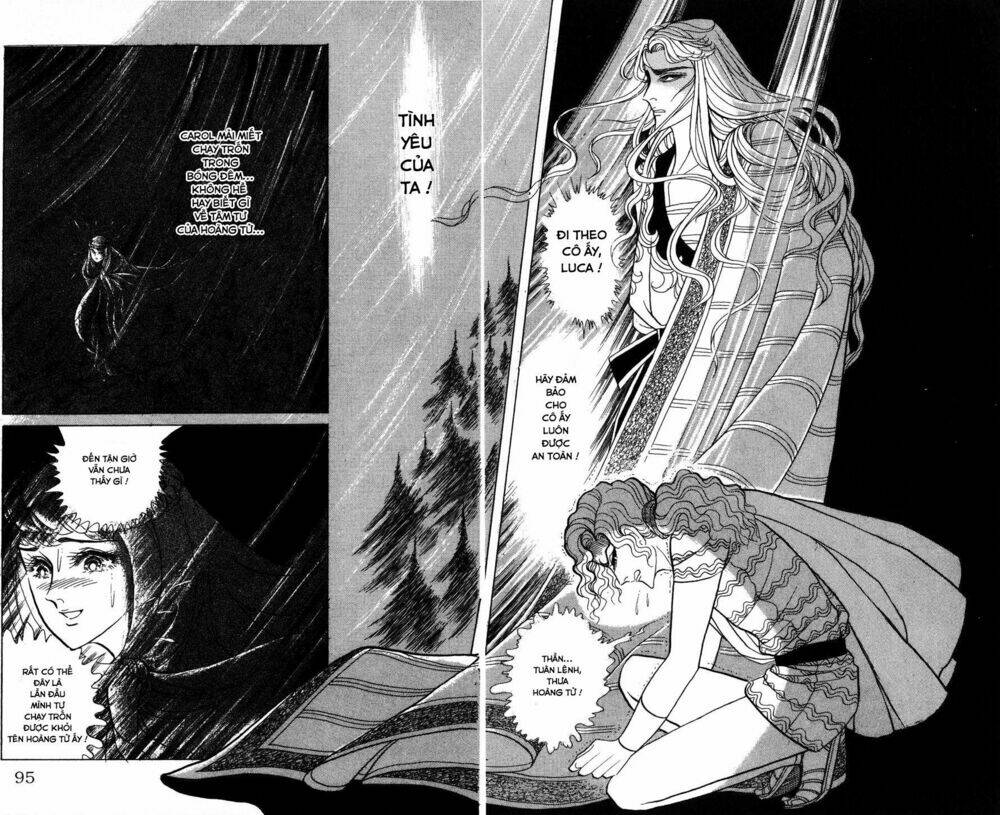 ĐI THEO
CÔ ẤY,
LUCA !
HÃY ĐẢM
BẢO
CHO
CÔ ẤY
LUÔN
ĐƯỢC
AN TOÀN !
THẦN...
TUÂN LỆNH,
THƯA
HOÀNG TỬ !
TÌNH
YÊU
CỦA
TA !
CAROL MẢI MIẾT
CHẠY TRỐN
TRONG
BÓNG ĐÊM...
KHÔNG HỀ
HAY BIẾT GÌ
VỀ TÂM TƯ
CỦA HOÀNG TỬ...
ĐẾN TẬN GIỜ
VẪN CHƯA
THẤY GÌ !
RẤT CÓ THỂ
ĐÂY LÀ
LẦN ĐẦU
MÌNH TỰ
CHẠY TRỐN
ĐƯỢC KHỎI
TÊN HOÀNG TỬ ẤY !
95